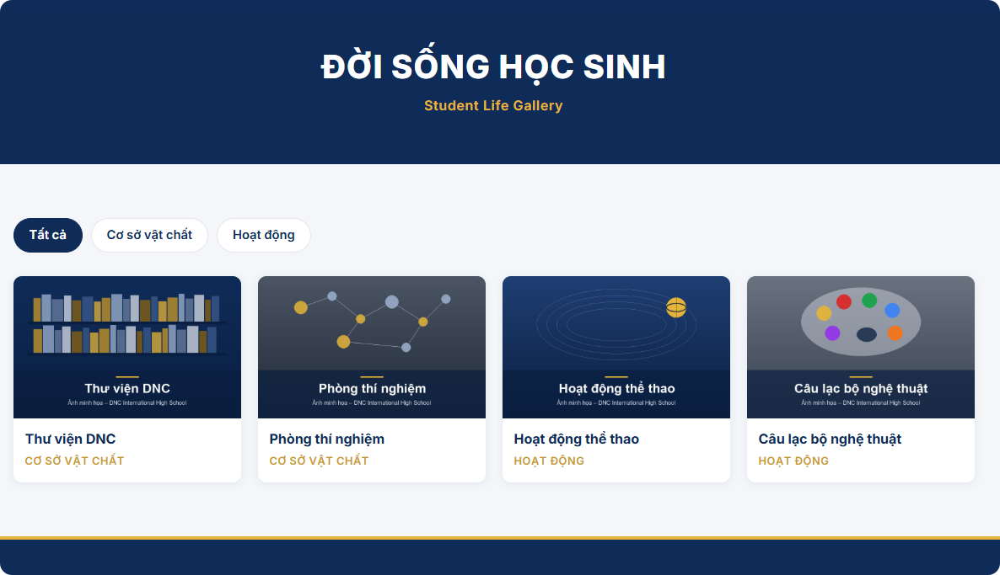 ĐỜI SỐNG HỌC SINH
Student Life Gallery
Tất cả
Cơ sở vật chất
Hoạt động
Thư viện DNC
Ảnh minh họa – DNC International High School
Thư viện DNC
CƠ SỞ VẬT CHẤT
Phòng thí nghiệm
Ảnh minh họa – DNC International High School
Phòng thí nghiệm
CƠ SỞ VẬT CHẤT
Hoạt động thể thao
Ảnh minh họa – DNC International High School
Hoạt động thể thao
HOẠT ĐỘNG
Câu lạc bộ nghệ thuật
Ảnh minh họa – DNC International High School
Câu lạc bộ nghệ thuật
HOẠT ĐỘNG